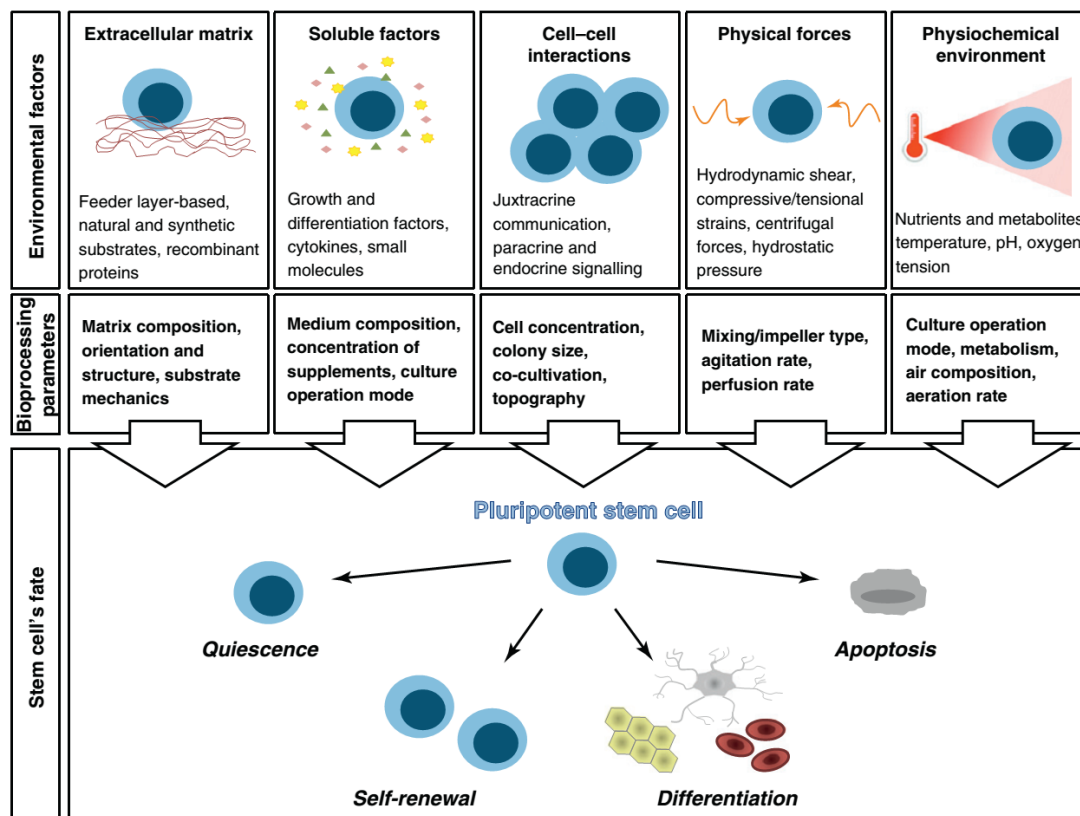 Environmental factors
Extracellular matrix
Feeder layer-based,
natural and synthetic
substrates, recombinant
proteins
Soluble factors
Growth and
differentiation factors,
cytokines, small
molecules
Cell–cell
interactions
Juxtracrine
communication,
paracrine and
endocrine signalling
Physical forces
Hydrodynamic shear,
compressive/tensional
strains, centrifugal
forces, hydrostatic
pressure
Physiochemical
environment
Nutrients and metabolites,
temperature, pH, oxygen
tension
Bioprocessing
parameters
Matrix composition,
orientation and
structure, substrate
mechanics
Medium composition,
concentration of
supplements, culture
operation mode
Cell concentration,
colony size,
co-cultivation,
topography
Mixing/impeller type,
agitation rate,
perfusion rate
Culture operation
mode, metabolism,
air composition,
aeration rate
Stem cell’s fate
Pluripotent stem cell
Quiescence
Apoptosis
Self-renewal
Differentiation